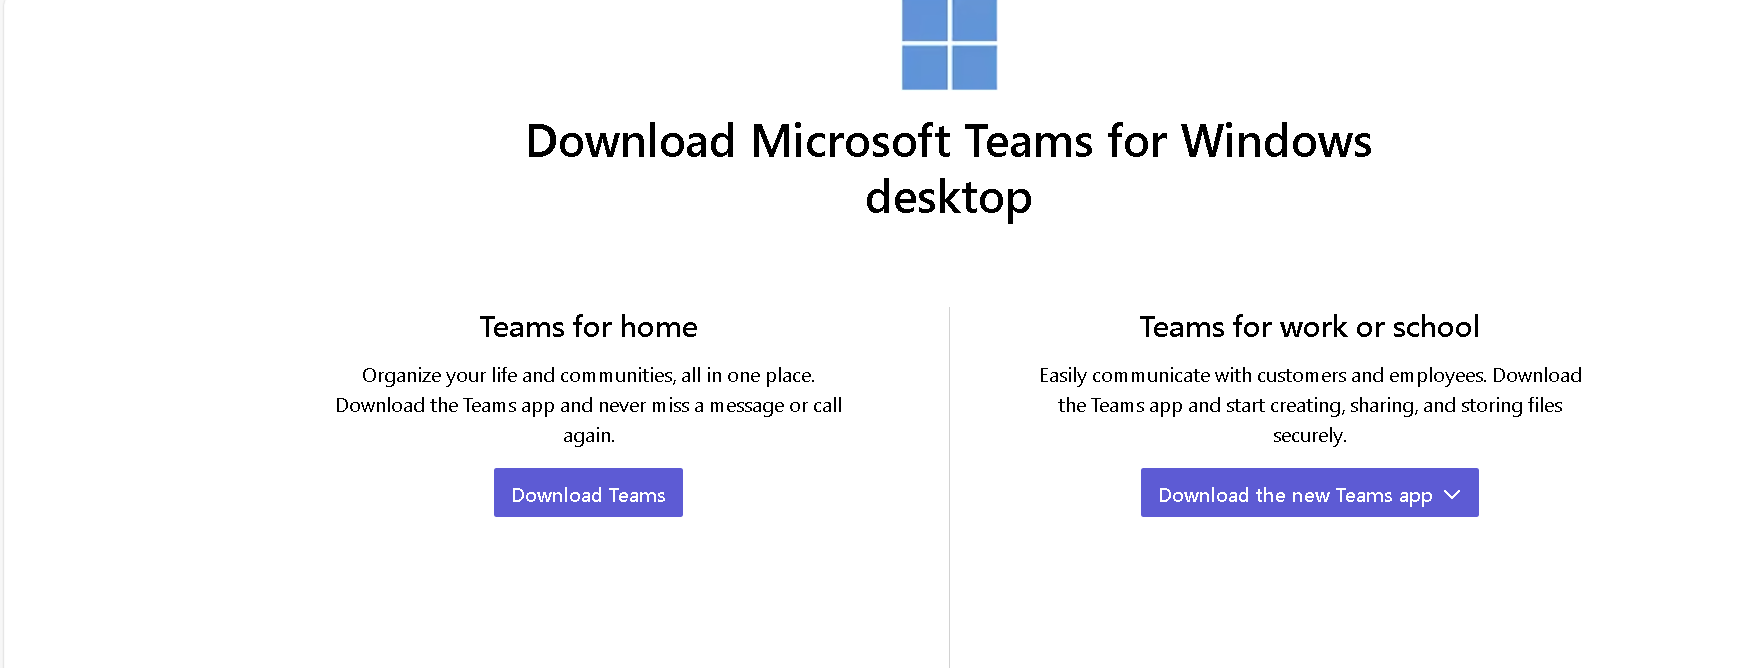 Download Microsoft Teams for Windows
desktop
Teams for home
Organize your life and communities, all in one place.
Download the Teams app and never miss a message or call
again.
Download Teams
Teams for work or school
Easily communicate with customers and employees. Download
the Teams app and start creating, sharing, and storing files
securely.
Download the new Teams app